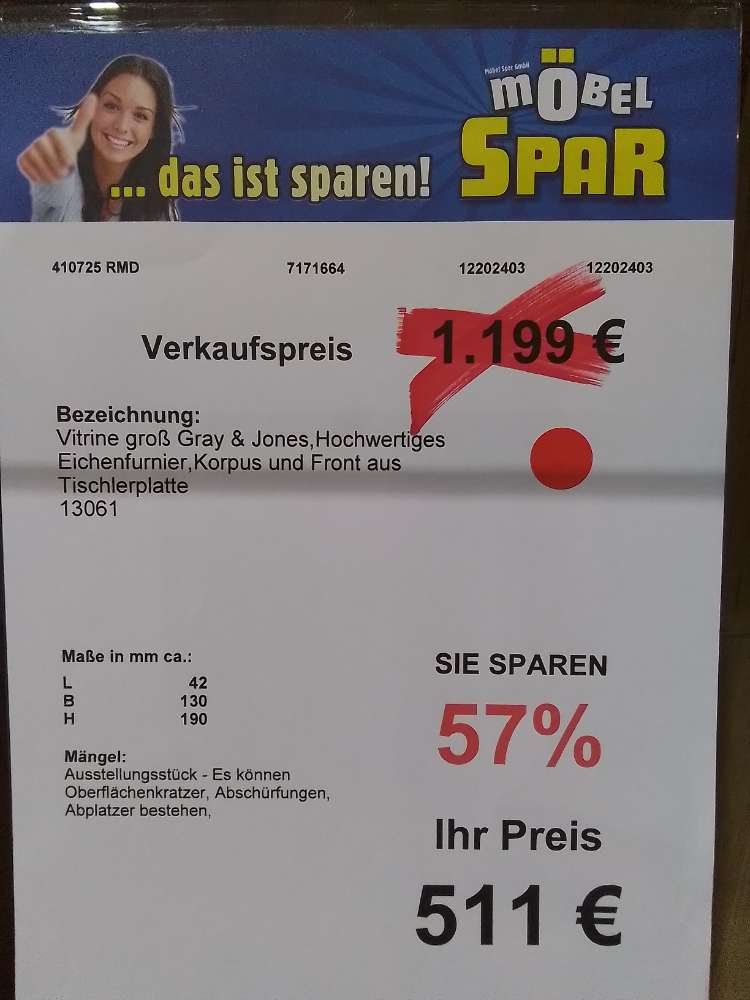 Möbel Spar GmbH
möBEL
SPAR
... das ist sparen!
410725 RMD 7171664 12202403 12202403
Verkaufspreis 1.199 €
Bezeichnung:
Vitrine groß Gray & Jones,Hochwertiges
Eichenfurnier,Korpus und Front aus
Tischlerplatte
13061
Maße in mm ca.:
L 42
B 130
H 190
Mängel:
Ausstellungsstück - Es können
Oberflächenkratzer, Abschürfungen,
Abplatzer bestehen,
SIE SPAREN
57%
Ihr Preis
511 €